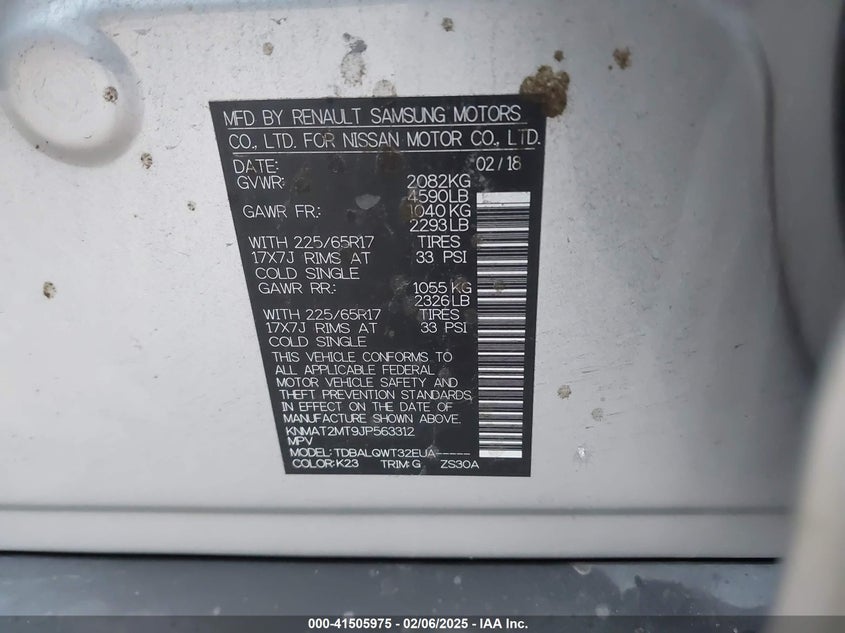 MFD BY RENAULT SAMSUNG MOTORS
CO., LTD. FOR NISSAN MOTOR CO., LTD.
DATE: 02/18
GVWR: 2082KG
4590LB
GAWR FR.: 1040 KG
2293 LB
WITH 225/65R17 TIRES
17X7J RIMS AT 33 PSI
COLD SINGLE
GAWR RR.: 1055 KG
2326 LB
WITH 225/65R17 TIRES
17X7J RIMS AT 33 PSI
COLD SINGLE
THIS VEHICLE CONFORMS TO
ALL APPLICABLE FEDERAL
MOTOR VEHICLE SAFETY AND
THEFT PREVENTION STANDARDS
IN EFFECT ON THE DATE OF
MANUFACTURE SHOWN ABOVE.
KNMAT2MT9JP563312
MPV
MODEL: TDBALQWT32EUA-----
COLOR: K23 TRIM: G ZS30A
000-41505975 - 02/06/2025 - IAA Inc.